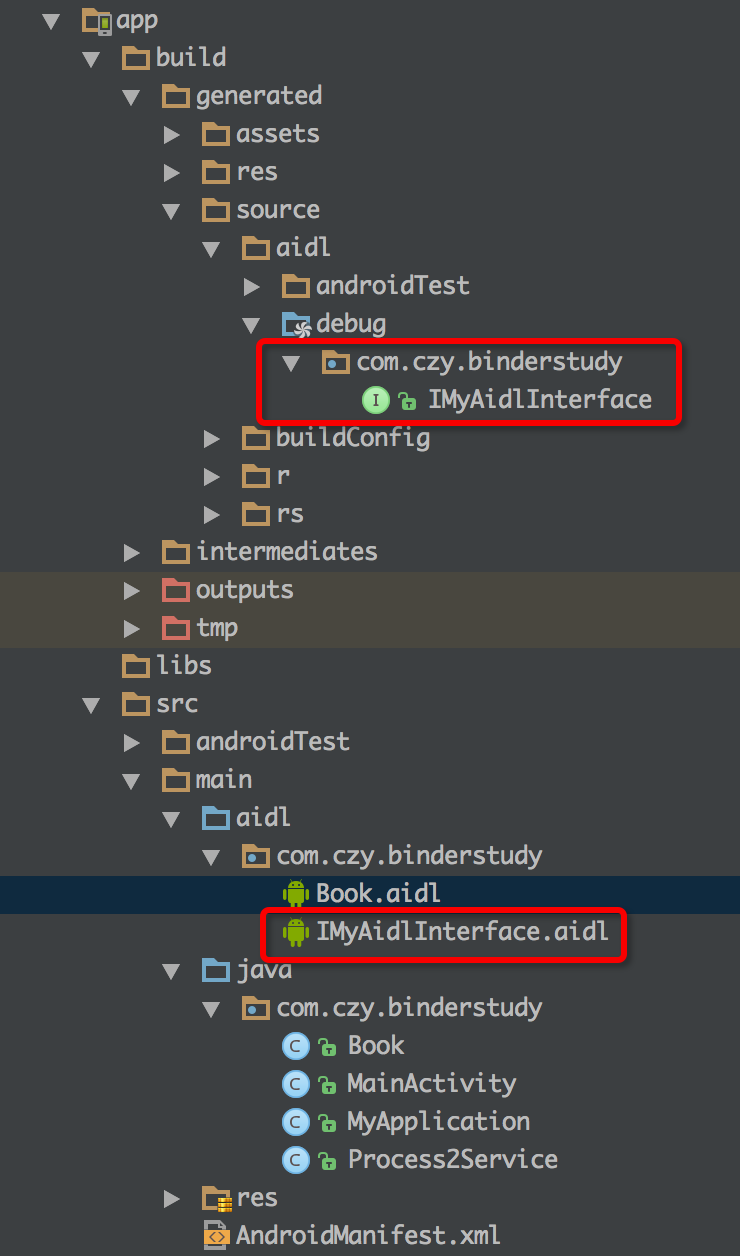 app
build
generated
assets
res
source
aidl
androidTest
debug
com.czy.binderstudy
I IMyAidlInterface
buildConfig
r
rs
intermediates
outputs
tmp
libs
src
androidTest
main
aidl
com.czy.binderstudy
Book.aidl
IMyAidlInterface.aidl
java
com.czy.binderstudy
C Book
C MainActivity
C MyApplication
C Process2Service
res
AndroidManifest.xml